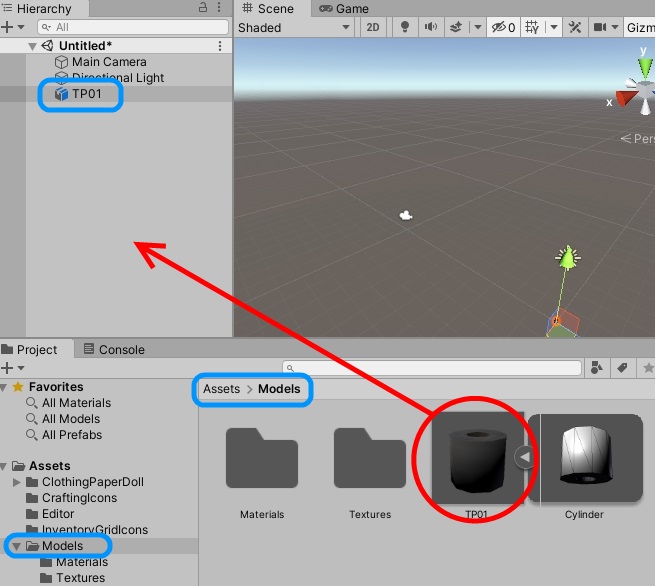 Hierarchy
Scene
Game
All
Shaded
2D
0
Gizm
Untitled*
Main Camera
Directional Light
TP01
y
x
Pers
Project
Console
Favorites
All Materials
All Models
All Prefabs
Assets > Models
Assets
ClothingPaperDoll
CraftingIcons
Editor
InventoryGridIcons
Models
Materials
Textures
Materials
Textures
TP01
Cylinder